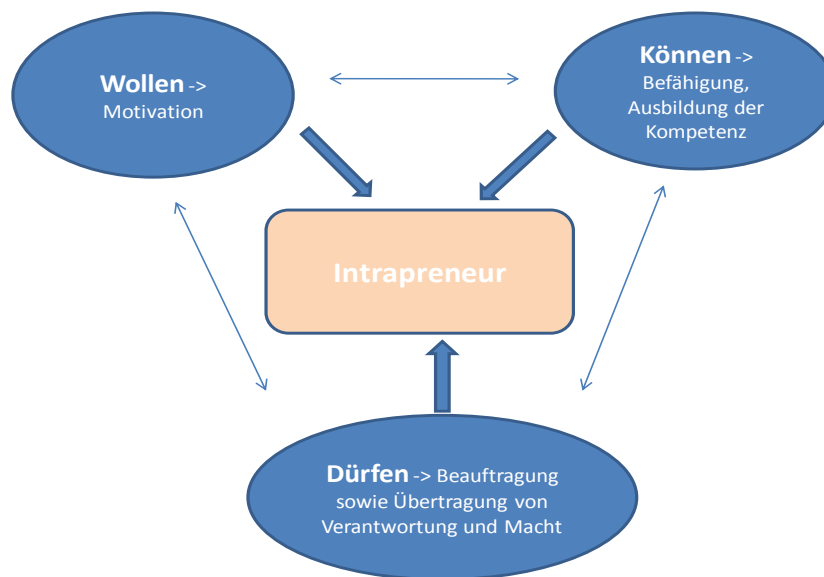 Wollen ->
Motivation
Können ->
Befähigung,
Ausbildung der
Kompetenz
Intrapreneur
Dürfen -> Beauftragung
sowie Übertragung von
Verantwortung und Macht